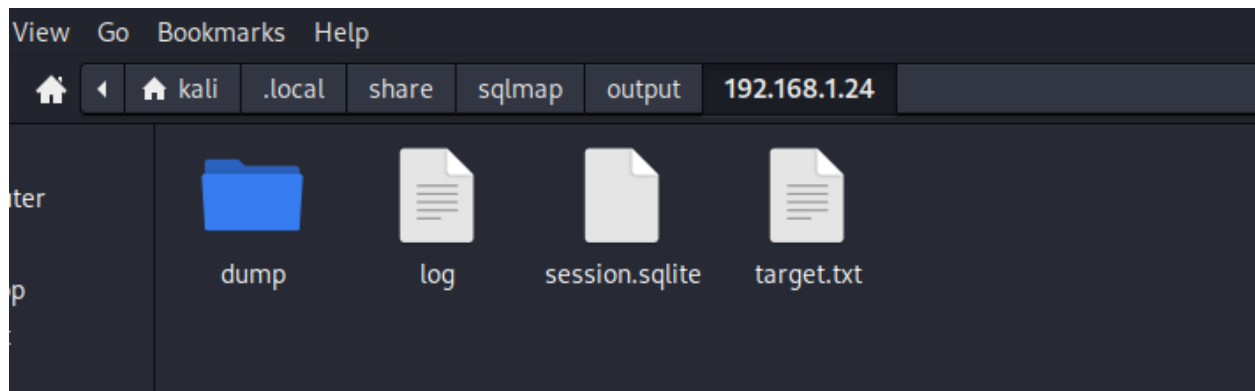 View Go Bookmarks Help
kali .local share sqlmap output 192.168.1.24
dump log session.sqlite target.txt